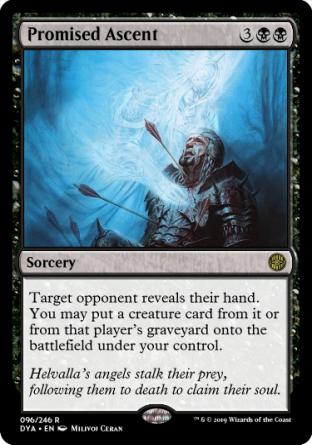 Promised Ascent 3
Sorcery
Target opponent reveals their hand.
You may put a creature card from it or
from that player's graveyard onto the
battlefield under your control.
Helvalla's angels stalk their prey,
following them to death to claim their soul.
096/246 R
DYA • EN Milivoj Ceran
™ & © 2019 Wizards of the Coast